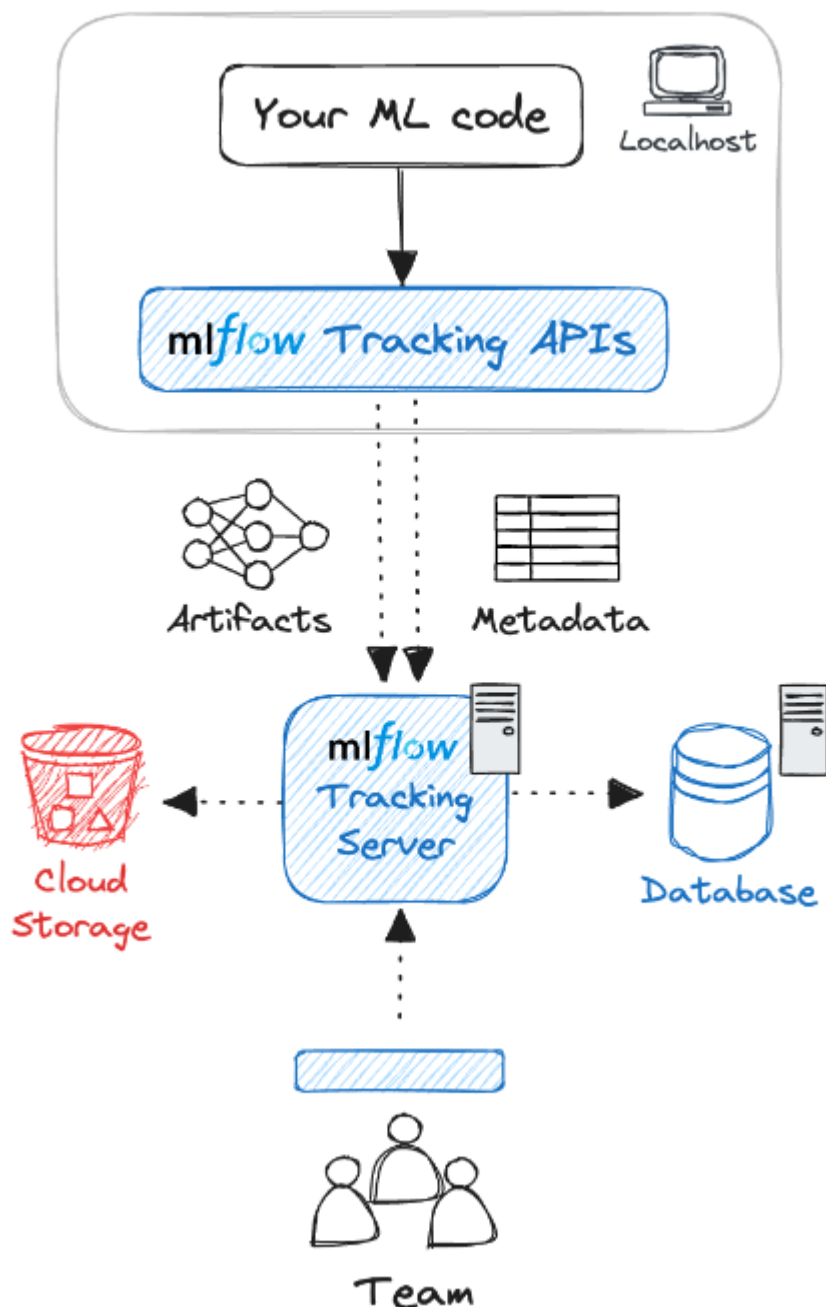 Your ML code
Localhost
mlflow Tracking APIs
Artifacts
Metadata
mlflow
Tracking
Server
Cloud
Storage
Database
Team